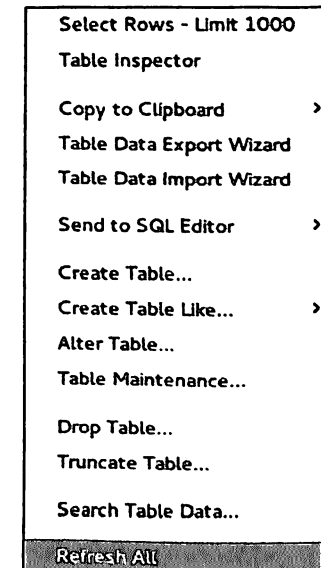 Select Rows - Limit 1000
Table Inspector
Copy to Clipboard >
Table Data Export Wizard
Table Data Import Wizard
Send to SQL Editor >
Create Table...
Create Table Like... >
Alter Table...
Table Maintenance...
Drop Table...
Truncate Table...
Search Table Data...
Refresh All